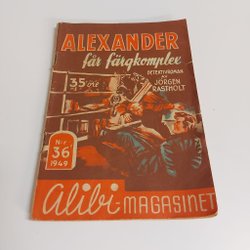 ALEXANDER
får färgkomplex
DETEKTIVROMAN
AV
JÖRGEN
RASTHOLT
35 öre
Nr
36
1949
Alibi-MAGASINET